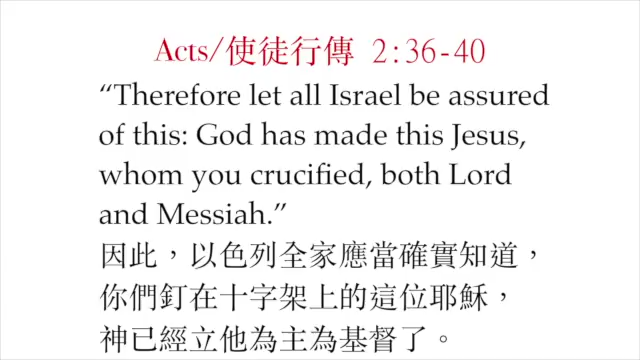 Acts/使徒行傳 2:36-40
“Therefore let all Israel be assured
of this: God has made this Jesus,
whom you crucified, both Lord
and Messiah.”
因此，以色列全家應當確實知道，
你們釘在十字架上的這位耶穌，
神已經立他為主為基督了。